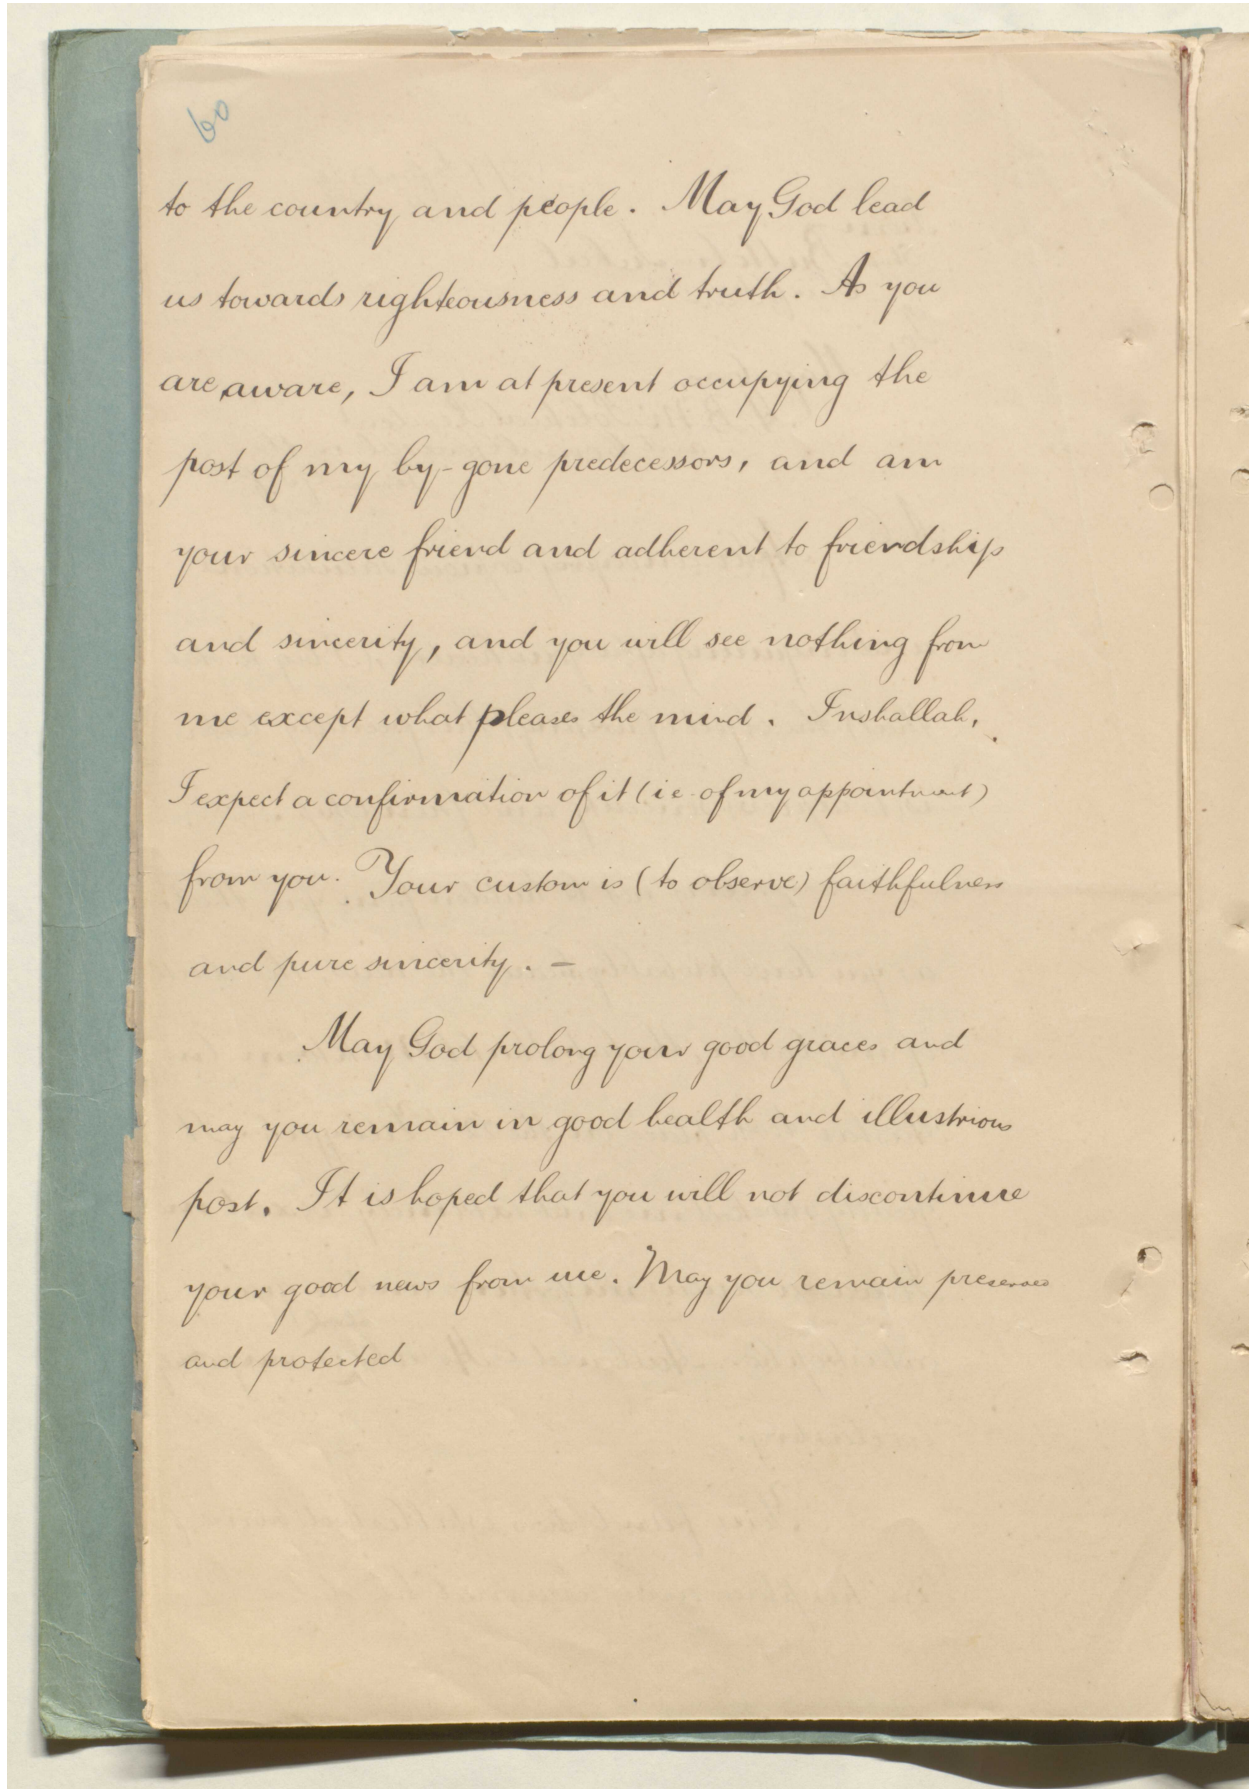 60
to the country and people. May God lead
us towards righteousness and truth. As you
are aware, I am at present occupying the
post of my by-gone predecessors, and am
your sincere friend and adherent to friendship
and sincerity, and you will see nothing from
me except what pleases the mind. Inshallah,.
I expect a confirmation of it (i e of my appointment)
from you. Your custom is (to observe) faithfulness
and pure sincerity. —
May God prolong your good graces and
may you remain in good health and illustrious
post. It is hoped that you will not discontinue
your good news from me. May you remain preserved
and protected